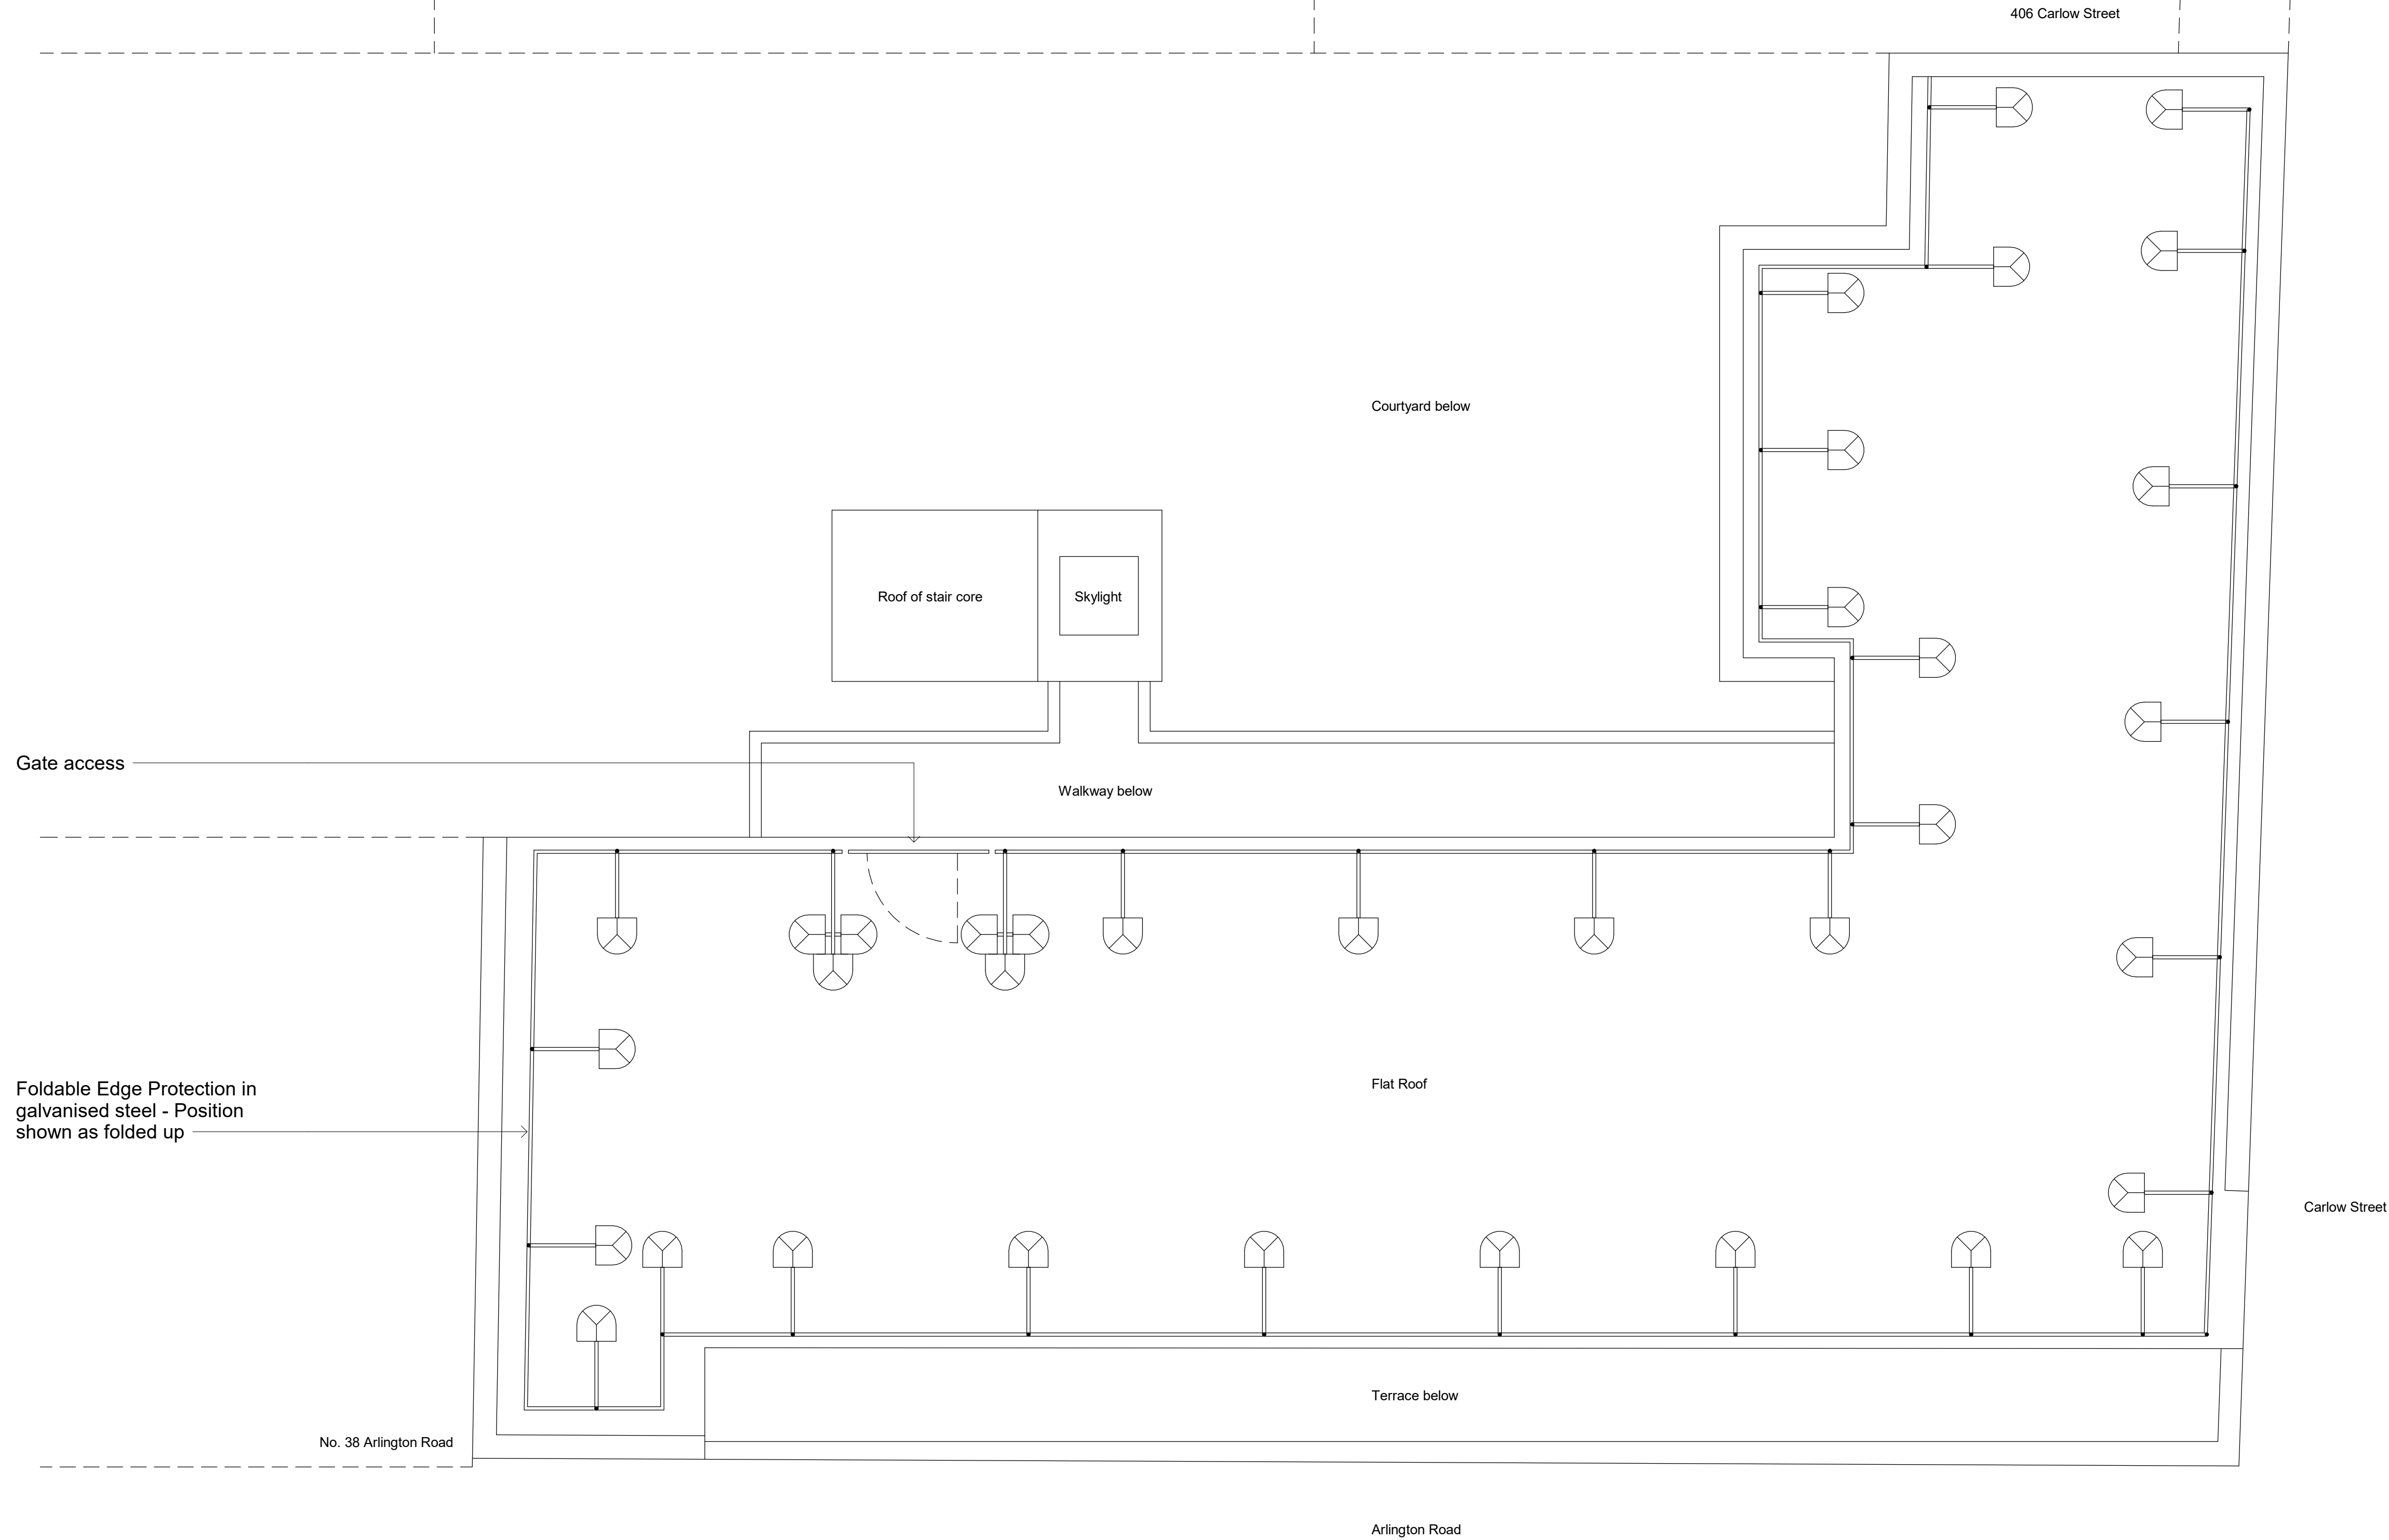 406 Carlow Street
Courtyard below
Roof of stair core
Skylight
Gate access
Walkway below
Foldable Edge Protection in
galvanised steel - Position
shown as folded up
Flat Roof
Carlow Street
Terrace below
No. 38 Arlington Road
Arlington Road